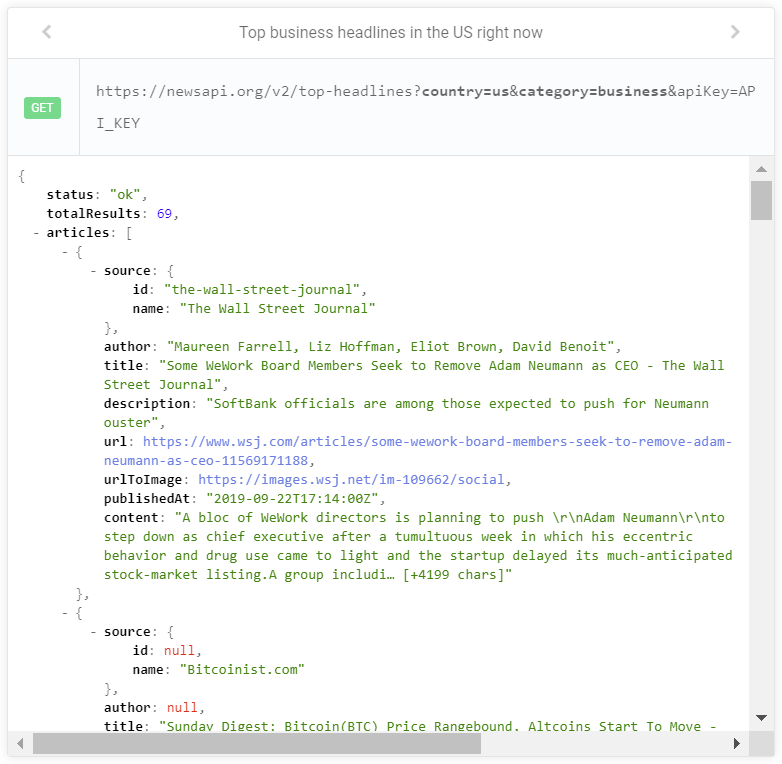 Top business headlines in the US right now
GET
https://newsapi.org/v2/top-headlines?country=us&category=business&apiKey=AP
I_KEY
{
status: "ok",
totalResults: 69,
- articles: [
- {
- source: {
id: "the-wall-street-journal",
name: "The Wall Street Journal"
},
author: "Maureen Farrell, Liz Hoffman, Eliot Brown, David Benoit",
title: "Some WeWork Board Members Seek to Remove Adam Neumann as CEO - The Wall
Street Journal",
description: "SoftBank officials are among those expected to push for Neumann
ouster",
url: https://www.wsj.com/articles/some-wework-board-members-seek-to-remove-adam-
neumann-as-ceo-11569171188,
urlToImage: https://images.wsj.net/im-109662/social,
publishedAt: "2019-09-22T17:14:00Z",
content: "A bloc of WeWork directors is planning to push \r\nAdam Neumann\r\nto
step down as chief executive after a tumultuous week in which his eccentric
behavior and drug use came to light and the startup delayed its much-anticipated
stock-market listing.A group includi… [+4199 chars]"
},
- {
- source: {
id: null,
name: "Bitcoinist.com"
},
author: null,
title: "Sunday Digest: Bitcoin(BTC) Price Rangebound, Altcoins Start To Move -